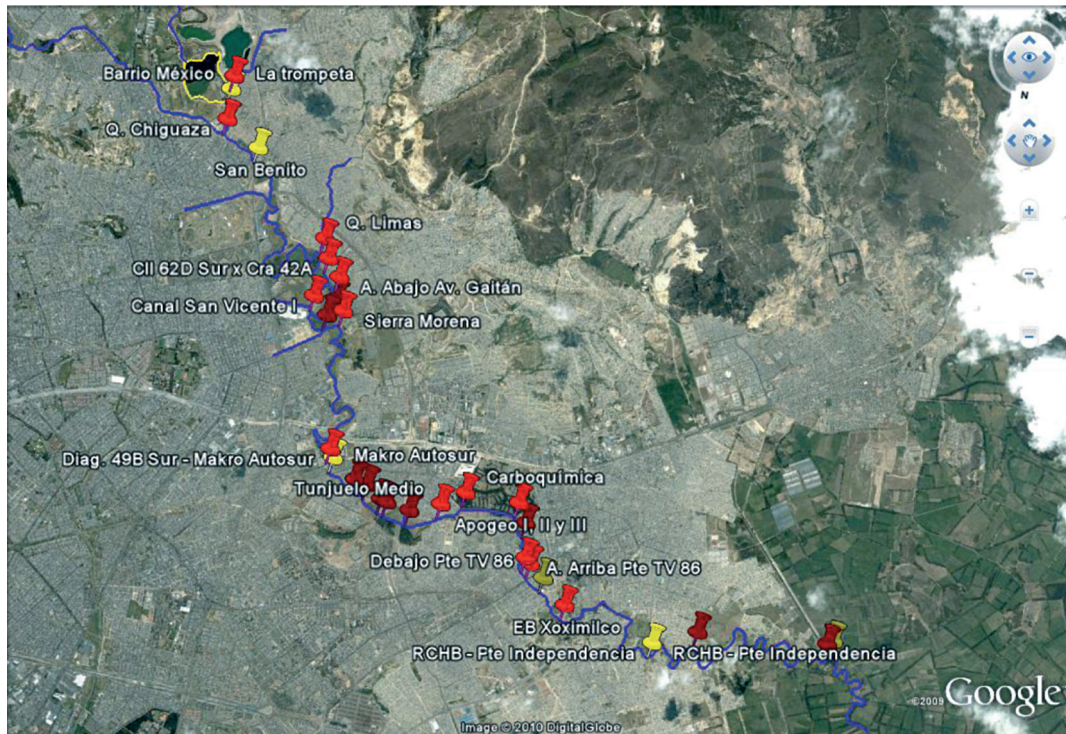 Barrio México
La trompeta
Q. Chiguaza
San Benito
Q. Limas
Cll 62D Sur x Cra 42A
A. Abajo Av. Gaitán
Canal San Vicente I
Sierra Morena
Diag. 49B Sur - Makro Autosur
Makro Autosur
Tunjuelo Medio
Carboquímica
Apogeo I, II y III
Debajo Pte TV 86
A. Arriba Pte TV 86
EB Xoximilco
RCHB - Pte Independencia
RCHB - Pte Independencia
N
©2009 Google
Image © 2010 DigitalGlobe